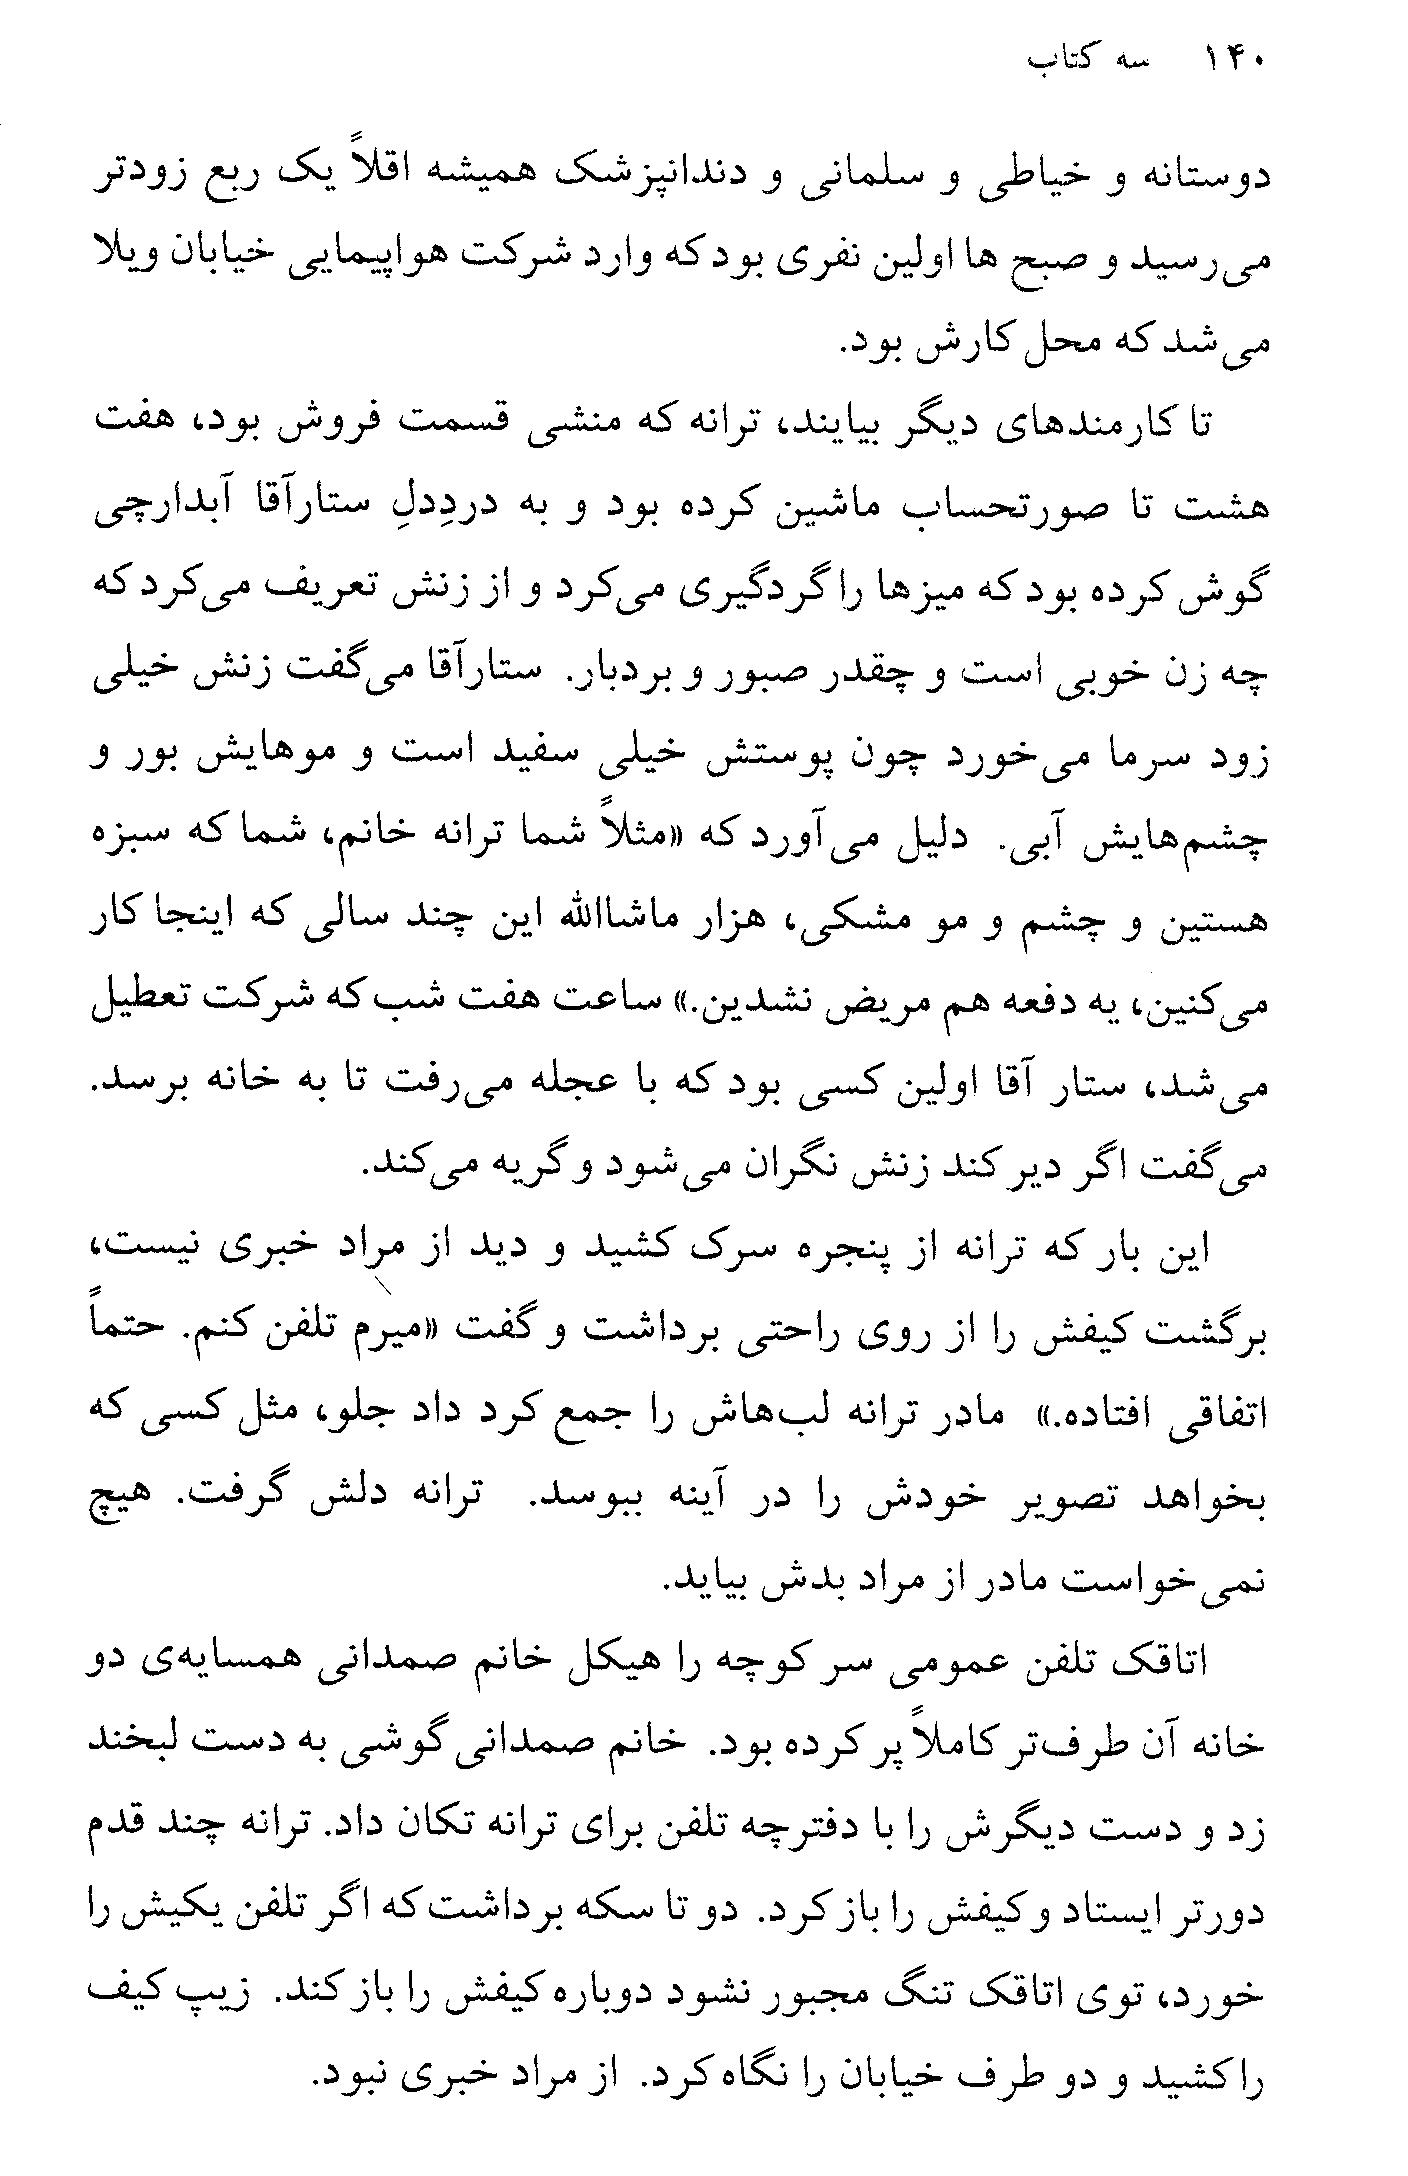 ۱۴۰ سه کتاب
دوستانه و خیاطی و سلمانی و دندانپزشک همیشه اقلاً یک ربع زودتر
می‌رسید و صبح ها اولین نفری بود که وارد شرکت هواپیمایی خیابان ویلا
می‌شد که محل کارش بود.
تا کارمندهای دیگر بیایند، ترانه که منشی قسمت فروش بود، هفت
هشت تا صورتحساب ماشین کرده بود و به دردِدلِ ستارآقا آبدارچی
گوش کرده بود که میزها را گردگیری می‌کرد و از زنش تعریف می‌کرد که
چه زن خوبی است و چقدر صبور و بردبار. ستارآقا می‌گفت زنش خیلی
زود سرما می‌خورد چون پوستش خیلی سفید است و موهایش بور و
چشم‌هایش آبی. دلیل می‌آورد که «مثلاً شما ترانه خانم، شما که سبزه
هستین و چشم و مو مشکی، هزار ماشاالله این چند سالی که اینجا کار
می‌کنین، یه دفعه هم مریض نشدین.» ساعت هفت شب که شرکت تعطیل
می‌شد، ستار آقا اولین کسی بود که با عجله می‌رفت تا به خانه برسد.
می‌گفت اگر دیر کند زنش نگران می‌شود و گریه می‌کند.
این بار که ترانه از پنجره سرک کشید و دید از مراد خبری نیست،
برگشت کیفش را از روی راحتی برداشت و گفت «میرم تلفن کنم. حتماً
اتفاقی افتاده.» مادر ترانه لب‌هاش را جمع کرد داد جلو، مثل کسی که
بخواهد تصویر خودش را در آینه ببوسد. ترانه دلش گرفت. هیچ
نمی‌خواست مادر از مراد بدش بیاید.
اتاقک تلفن عمومی سر کوچه را هیکل خانم صمدانی همسایه‌ی دو
خانه آن طرف‌تر کاملاً پر کرده بود. خانم صمدانی گوشی به دست لبخند
زد و دست دیگرش را با دفترچه تلفن برای ترانه تکان داد. ترانه چند قدم
دورتر ایستاد و کیفش را باز کرد. دو تا سکه برداشت که اگر تلفن یکیش را
خورد، توی اتاقک تنگ مجبور نشود دوباره کیفش را باز کند. زیپ کیف
را کشید و دو طرف خیابان را نگاه کرد. از مراد خبری نبود.